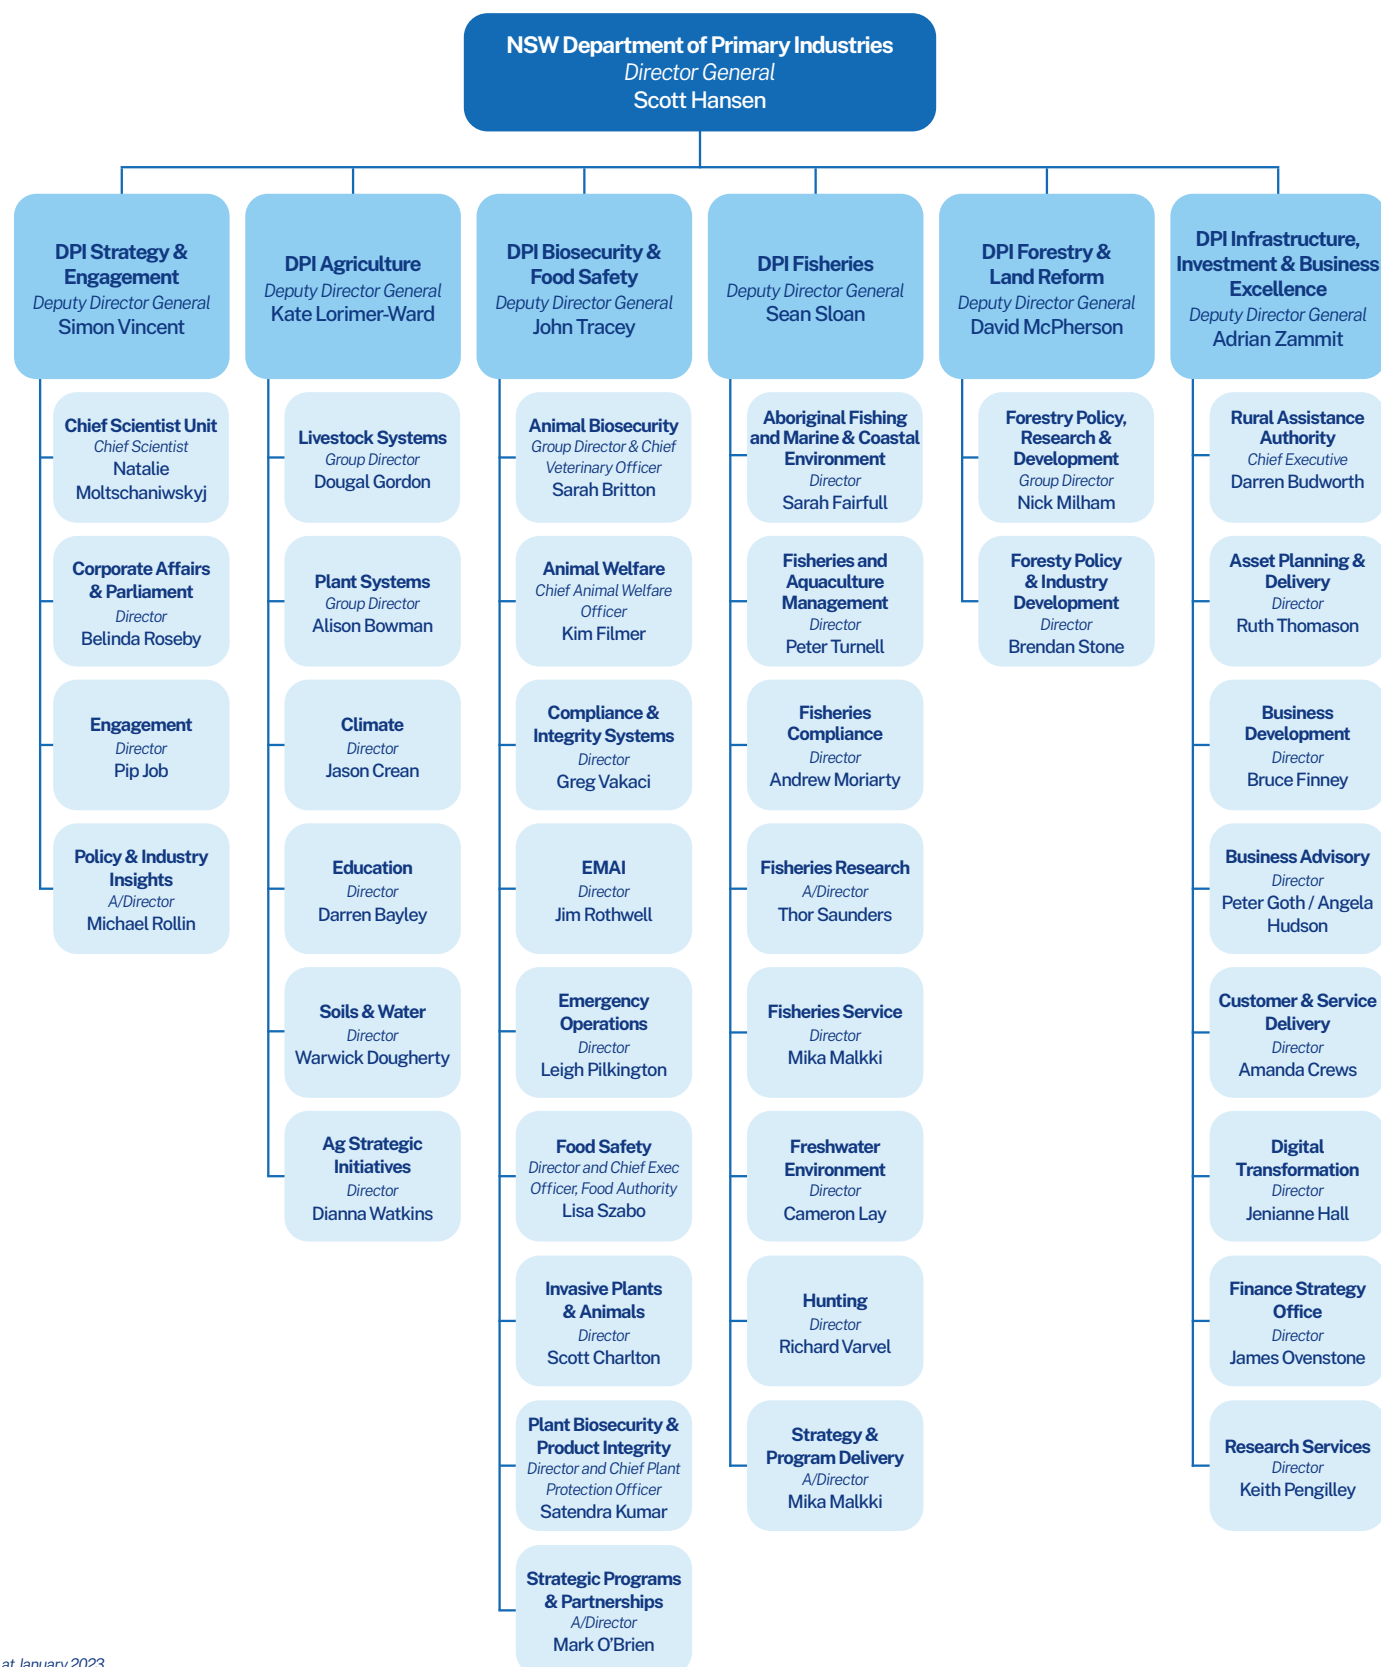 NSW Department of Primary Industries
Director General
Scott Hansen
DPI Strategy &
Engagement
Deputy Director General
Simon Vincent
Chief Scientist Unit
Chief Scientist
Natalie
Moltschaniwskyj
Corporate Affairs
& Parliament
Director
Belinda Roseby
Engagement
Director
Pip Job
Policy & Industry
Insights
A/Director
Michael Rollin
DPI Agriculture
Deputy Director General
Kate Lorimer-Ward
Livestock Systems
Group Director
Dougal Gordon
Plant Systems
Group Director
Alison Bowman
Climate
Director
Jason Crean
Education
Director
Darren Bayley
Soils & Water
Director
Warwick Dougherty
Ag Strategic
Initiatives
Director
Dianna Watkins
DPI Biosecurity &
Food Safety
Deputy Director General
John Tracey
Animal Biosecurity
Group Director & Chief
Veterinary Officer
Sarah Britton
Animal Welfare
Chief Animal Welfare
Officer
Kim Filmer
Compliance &
Integrity Systems
Director
Greg Vakaci
EMAI
Director
Jim Rothwell
Emergency
Operations
Director
Leigh Pilkington
Food Safety
Director and Chief Exec
Officer, Food Authority
Lisa Szabo
Invasive Plants
& Animals
Director
Scott Charlton
Plant Biosecurity &
Product Integrity
Director and Chief Plant
Protection Officer
Satendra Kumar
Strategic Programs
& Partnerships
A/Director
Mark O'Brien
DPI Fisheries
Deputy Director General
Sean Sloan
Aboriginal Fishing
and Marine & Coastal
Environment
Director
Sarah Fairfull
Fisheries and
Aquaculture
Management
Director
Peter Turnell
Fisheries
Compliance
Director
Andrew Moriarty
Fisheries Research
A/Director
Thor Saunders
Fisheries Service
Director
Mika Malkki
Freshwater
Environment
Director
Cameron Lay
Hunting
Director
Richard Varvel
Strategy &
Program Delivery
A/Director
Mika Malkki
DPI Forestry &
Land Reform
Deputy Director General
David McPherson
Forestry Policy,
Research &
Development
Group Director
Nick Milham
Foresty Policy
& Industry
Development
Director
Brendan Stone
DPI Infrastructure,
Investment & Business
Excellence
Deputy Director General
Adrian Zammit
Rural Assistance
Authority
Chief Executive
Darren Budworth
Asset Planning &
Delivery
Director
Ruth Thomason
Business
Development
Director
Bruce Finney
Business Advisory
Director
Peter Goth / Angela
Hudson
Customer & Service
Delivery
Director
Amanda Crews
Digital
Transformation
Director
Jenianne Hall
Finance Strategy
Office
Director
James Ovenstone
Research Services
Director
Keith Pengilley
at January 2023